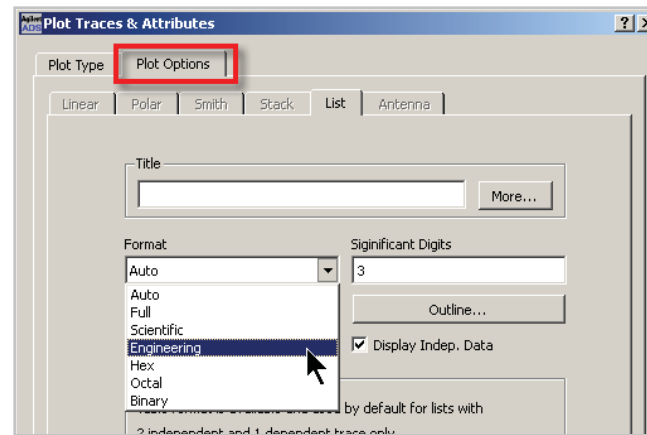 Agilent ADS Plot Traces & Attributes ? X
Plot Type Plot Options
Linear Polar Smith Stack List Antenna
Title
More...
Format Siginificant Digits
Auto 3
Auto
Full
Scientific
Engineering
Hex
Octal
Binary
Outline...
Display Indep. Data
by default for lists with
2 independent and 1 dependent trace only